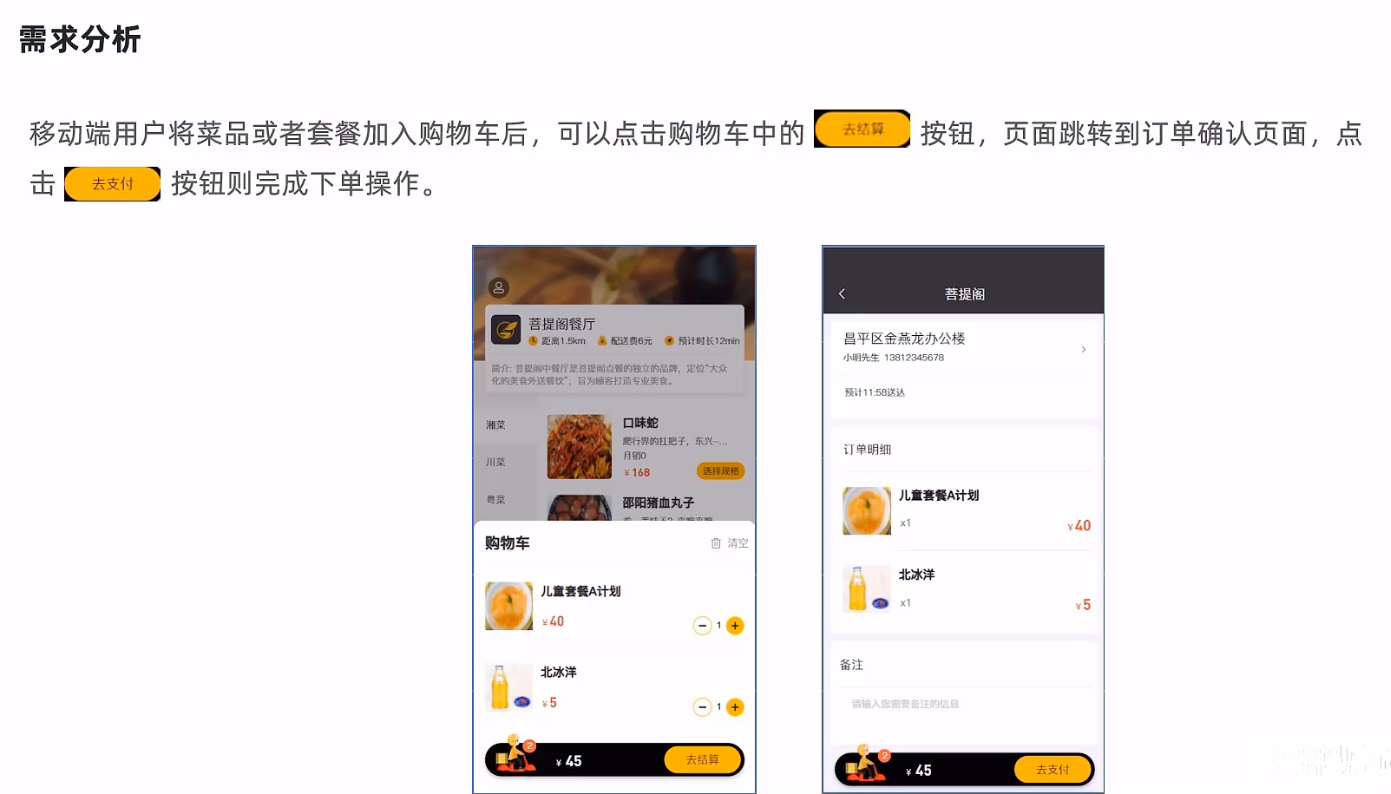 需求分析
移动端用户将菜品或者套餐加入购物车后，可以点击购物车中的 去结算 按钮，页面跳转到订单确认页面，点
击 去支付 按钮则完成下单操作。
菩提阁餐厅
距离1.5km 配送费6元 预计时长12min
简介: 菩提阁中餐厅是菩提阁点餐的独立的品牌，定位“大众
化的美食外送餐饮”，旨为顾客打造专业美食。
湘菜
川菜
粤菜
口味蛇
爬行界的扛把子，东兴-...
月销0
¥ 168
选择规格
邵阳猪血丸子
购物车
清空
儿童套餐A计划
¥ 40
1
北冰洋
¥ 5
1
2
¥ 45
去结算
菩提阁
昌平区金燕龙办公楼
小明先生 13812345678
预计11:58送达
订单明细
儿童套餐A计划
x1
¥ 40
北冰洋
x1
¥ 5
备注
请输入您需要备注的信息
2
¥ 45
去支付